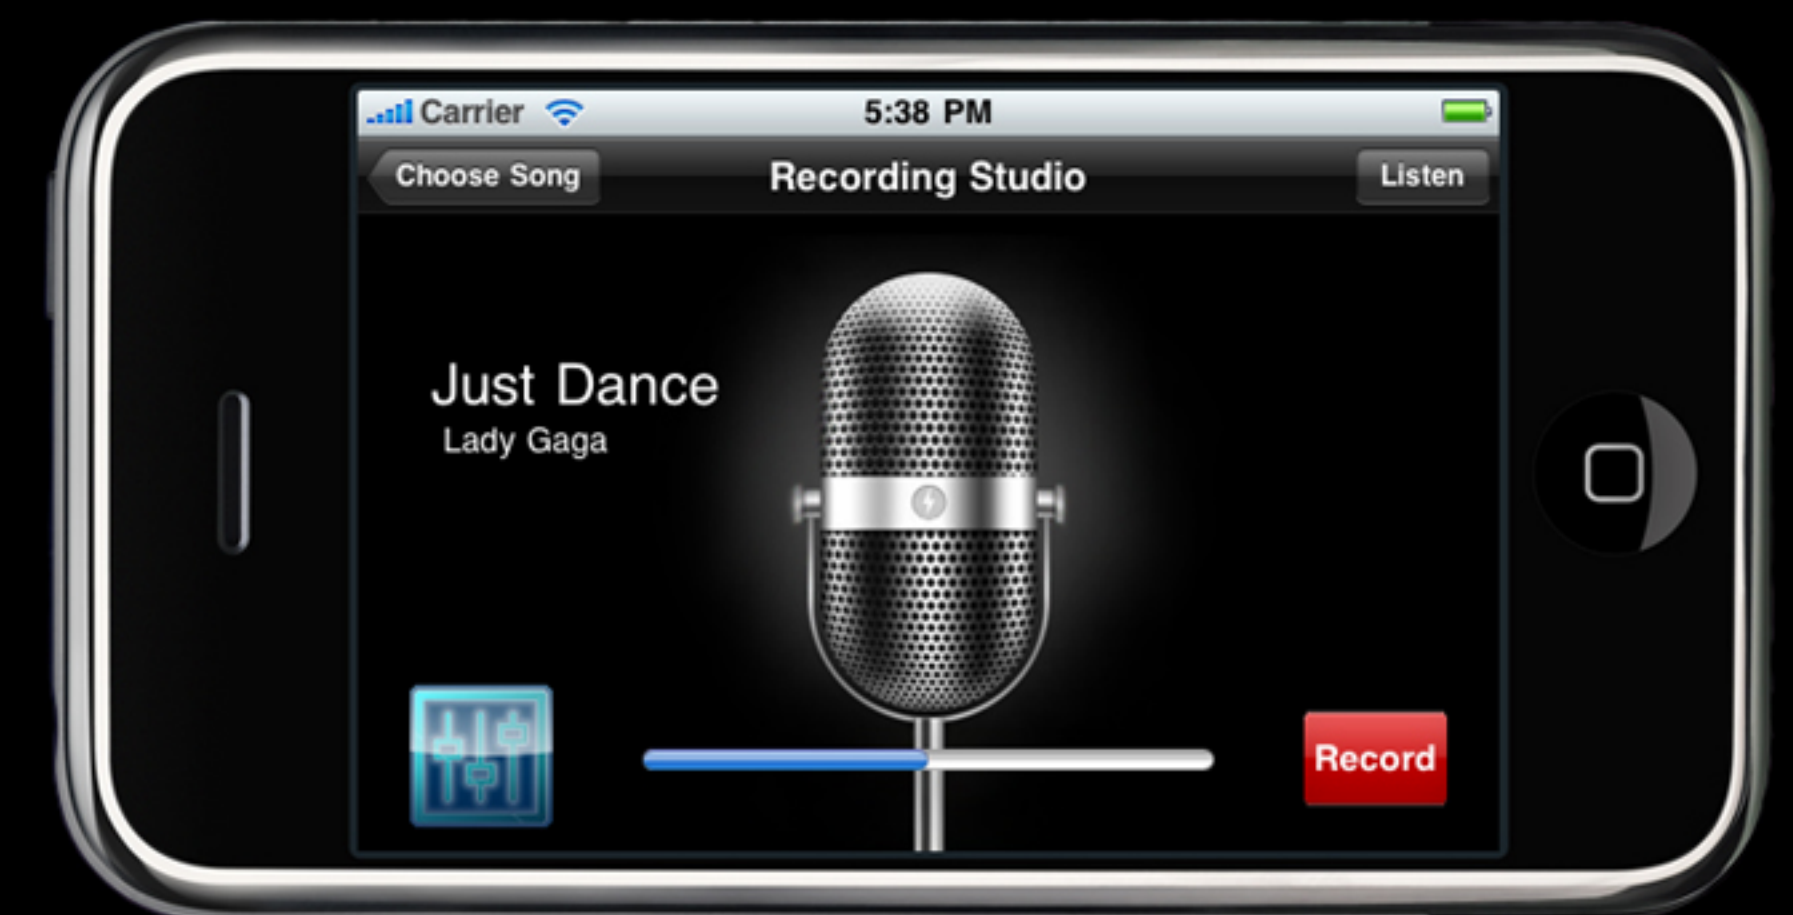 Carrier 5:38 PM
Choose Song Recording Studio Listen
Just Dance
Lady Gaga
Record